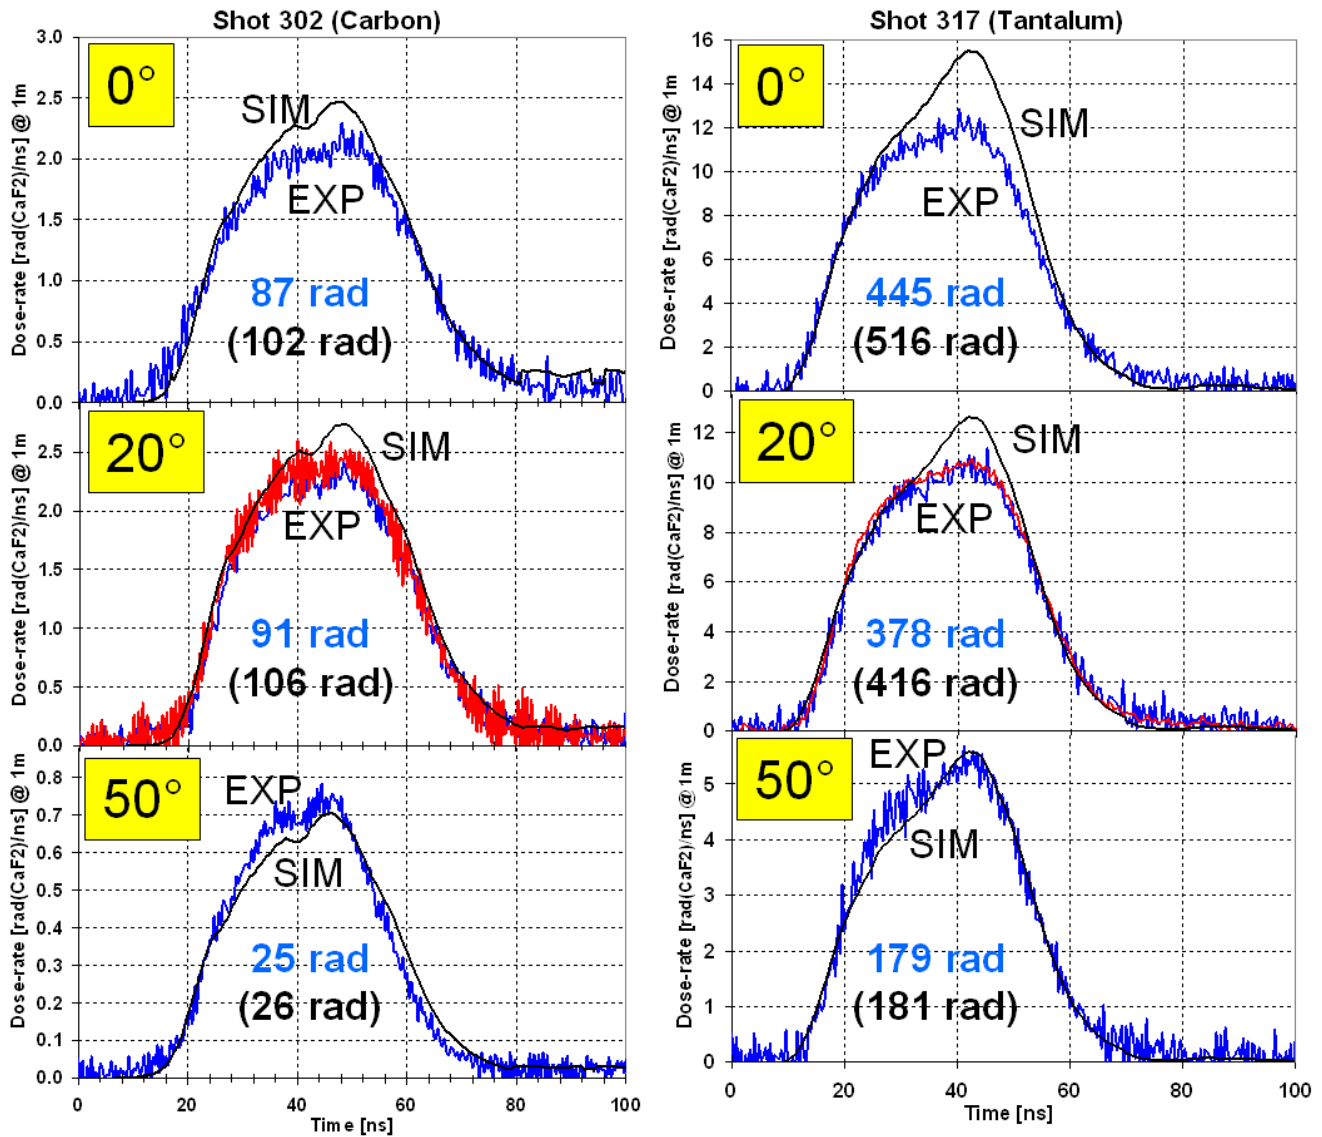 Shot 302 (Carbon)
3.0
2.5
2.0
1.5
1.0
0.5
0.0
Dose-rate [rad(CaF2)/ns] @ 1m
0°
SIM
EXP
87 rad
(102 rad)
2.5
2.0
1.5
1.0
0.5
0.0
Dose-rate [rad(CaF2)/ns] @ 1m
20°
SIM
EXP
91 rad
(106 rad)
0.8
0.7
0.6
0.5
0.4
0.3
0.2
0.1
0.0
Dose-rate [rad(CaF2)/ns] @ 1m
50°
EXP
SIM
25 rad
(26 rad)
0 20 40 60 80 100
Time [ns]
Shot 317 (Tantalum)
16
14
12
10
8
6
4
2
0
Dose-rate [rad(CaF2)/ns] @ 1m
0°
SIM
EXP
445 rad
(516 rad)
12
10
8
6
4
2
0
Dose-rate [rad(CaF2)/ns] @ 1m
20°
SIM
EXP
378 rad
(416 rad)
5
4
3
2
1
0
Dose-rate [rad(CaF2)/ns] @ 1m
50°
EXP
SIM
179 rad
(181 rad)
0 20 40 60 80 100
Time [ns]